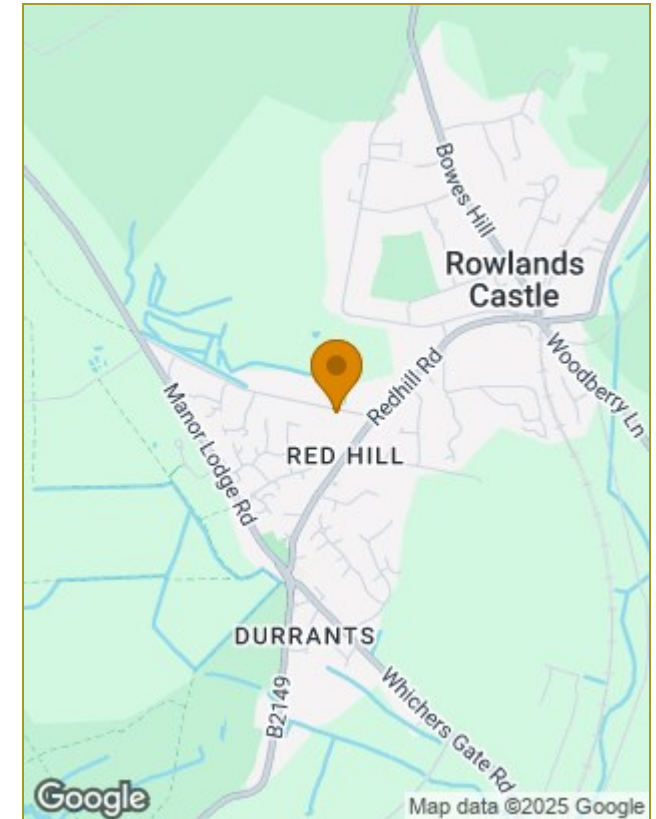 Bowes Hill
Rowlands
Castle
Woodberry Ln
Redhill Rd
Manor Lodge Rd
RED HILL
DURRANTS
B2149
Whichers Gate Rd
Google
Map data ©2025 Google